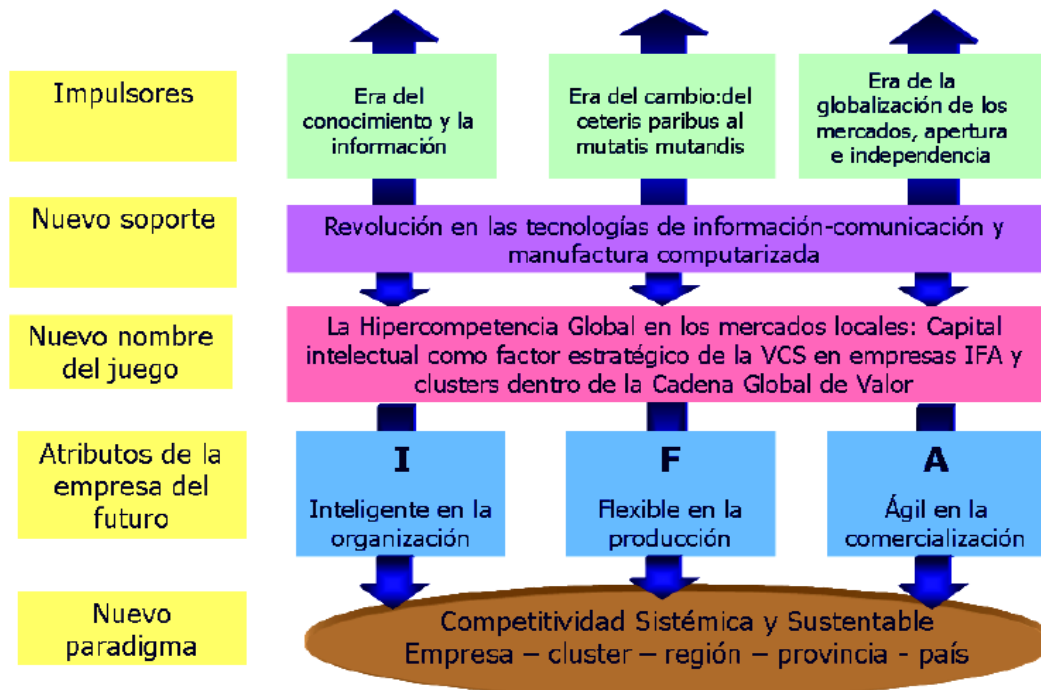 Impulsores
Era del
conocimiento y la
información
Era del cambio:del
ceteris paribus al
mutatis mutandis
Era de la
globalización de los
mercados, apertura
e independencia
Nuevo soporte
Revolución en las tecnologías de información-comunicación y
manufactura computarizada
Nuevo nombre
del juego
La Hipercompetencia Global en los mercados locales: Capital
intelectual como factor estratégico de la VCS en empresas IFA y
clusters dentro de la Cadena Global de Valor
Atributos de la
empresa del
futuro
I
Inteligente en la
organización
F
Flexible en la
producción
A
Ágil en la
comercialización
Nuevo
paradigma
Competitividad Sistémica y Sustentable
Empresa – cluster – región – provincia - país